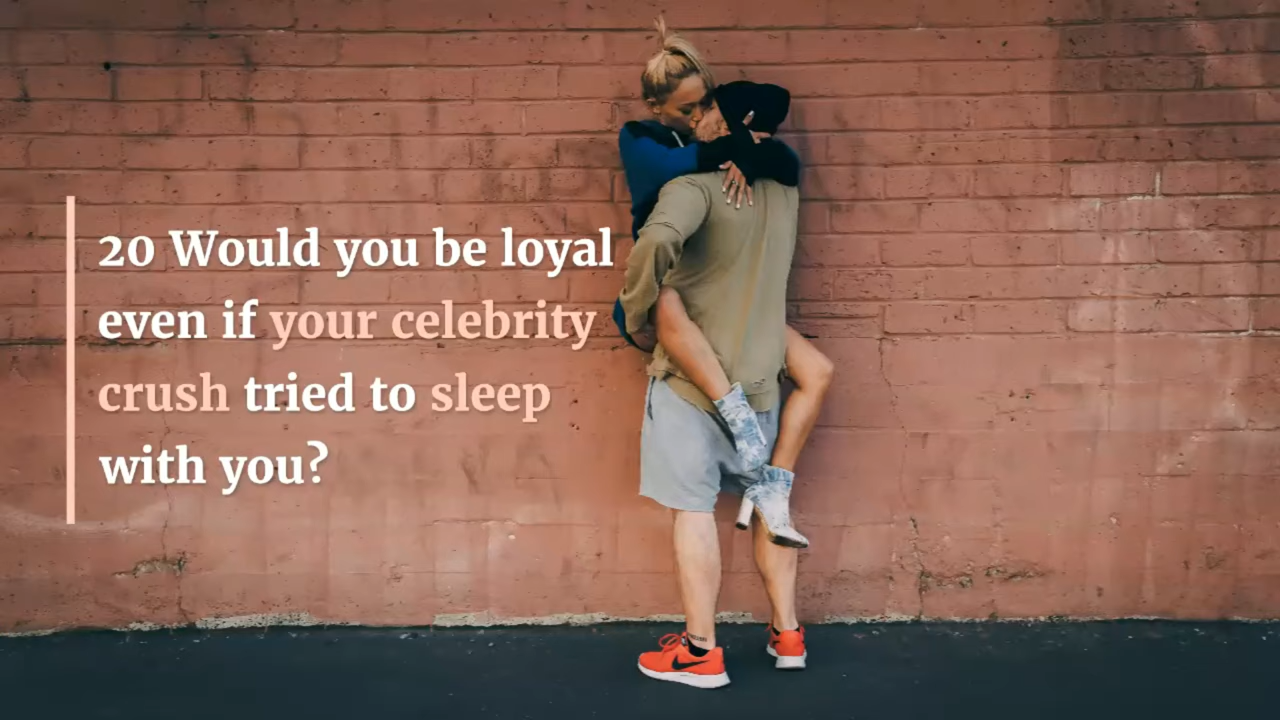 20 Would you be loyal
even if your celebrity
crush tried to sleep
with you?